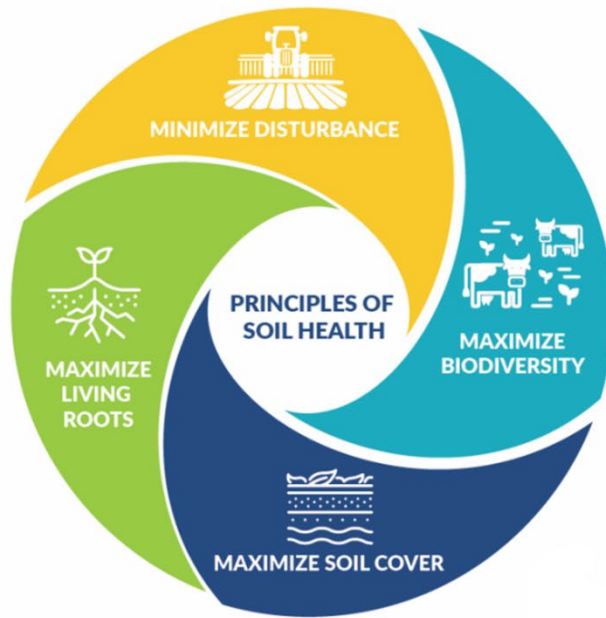 MINIMIZE DISTURBANCE
PRINCIPLES OF
SOIL HEALTH
MAXIMIZE
BIODIVERSITY
MAXIMIZE
LIVING
ROOTS
MAXIMIZE SOIL COVER